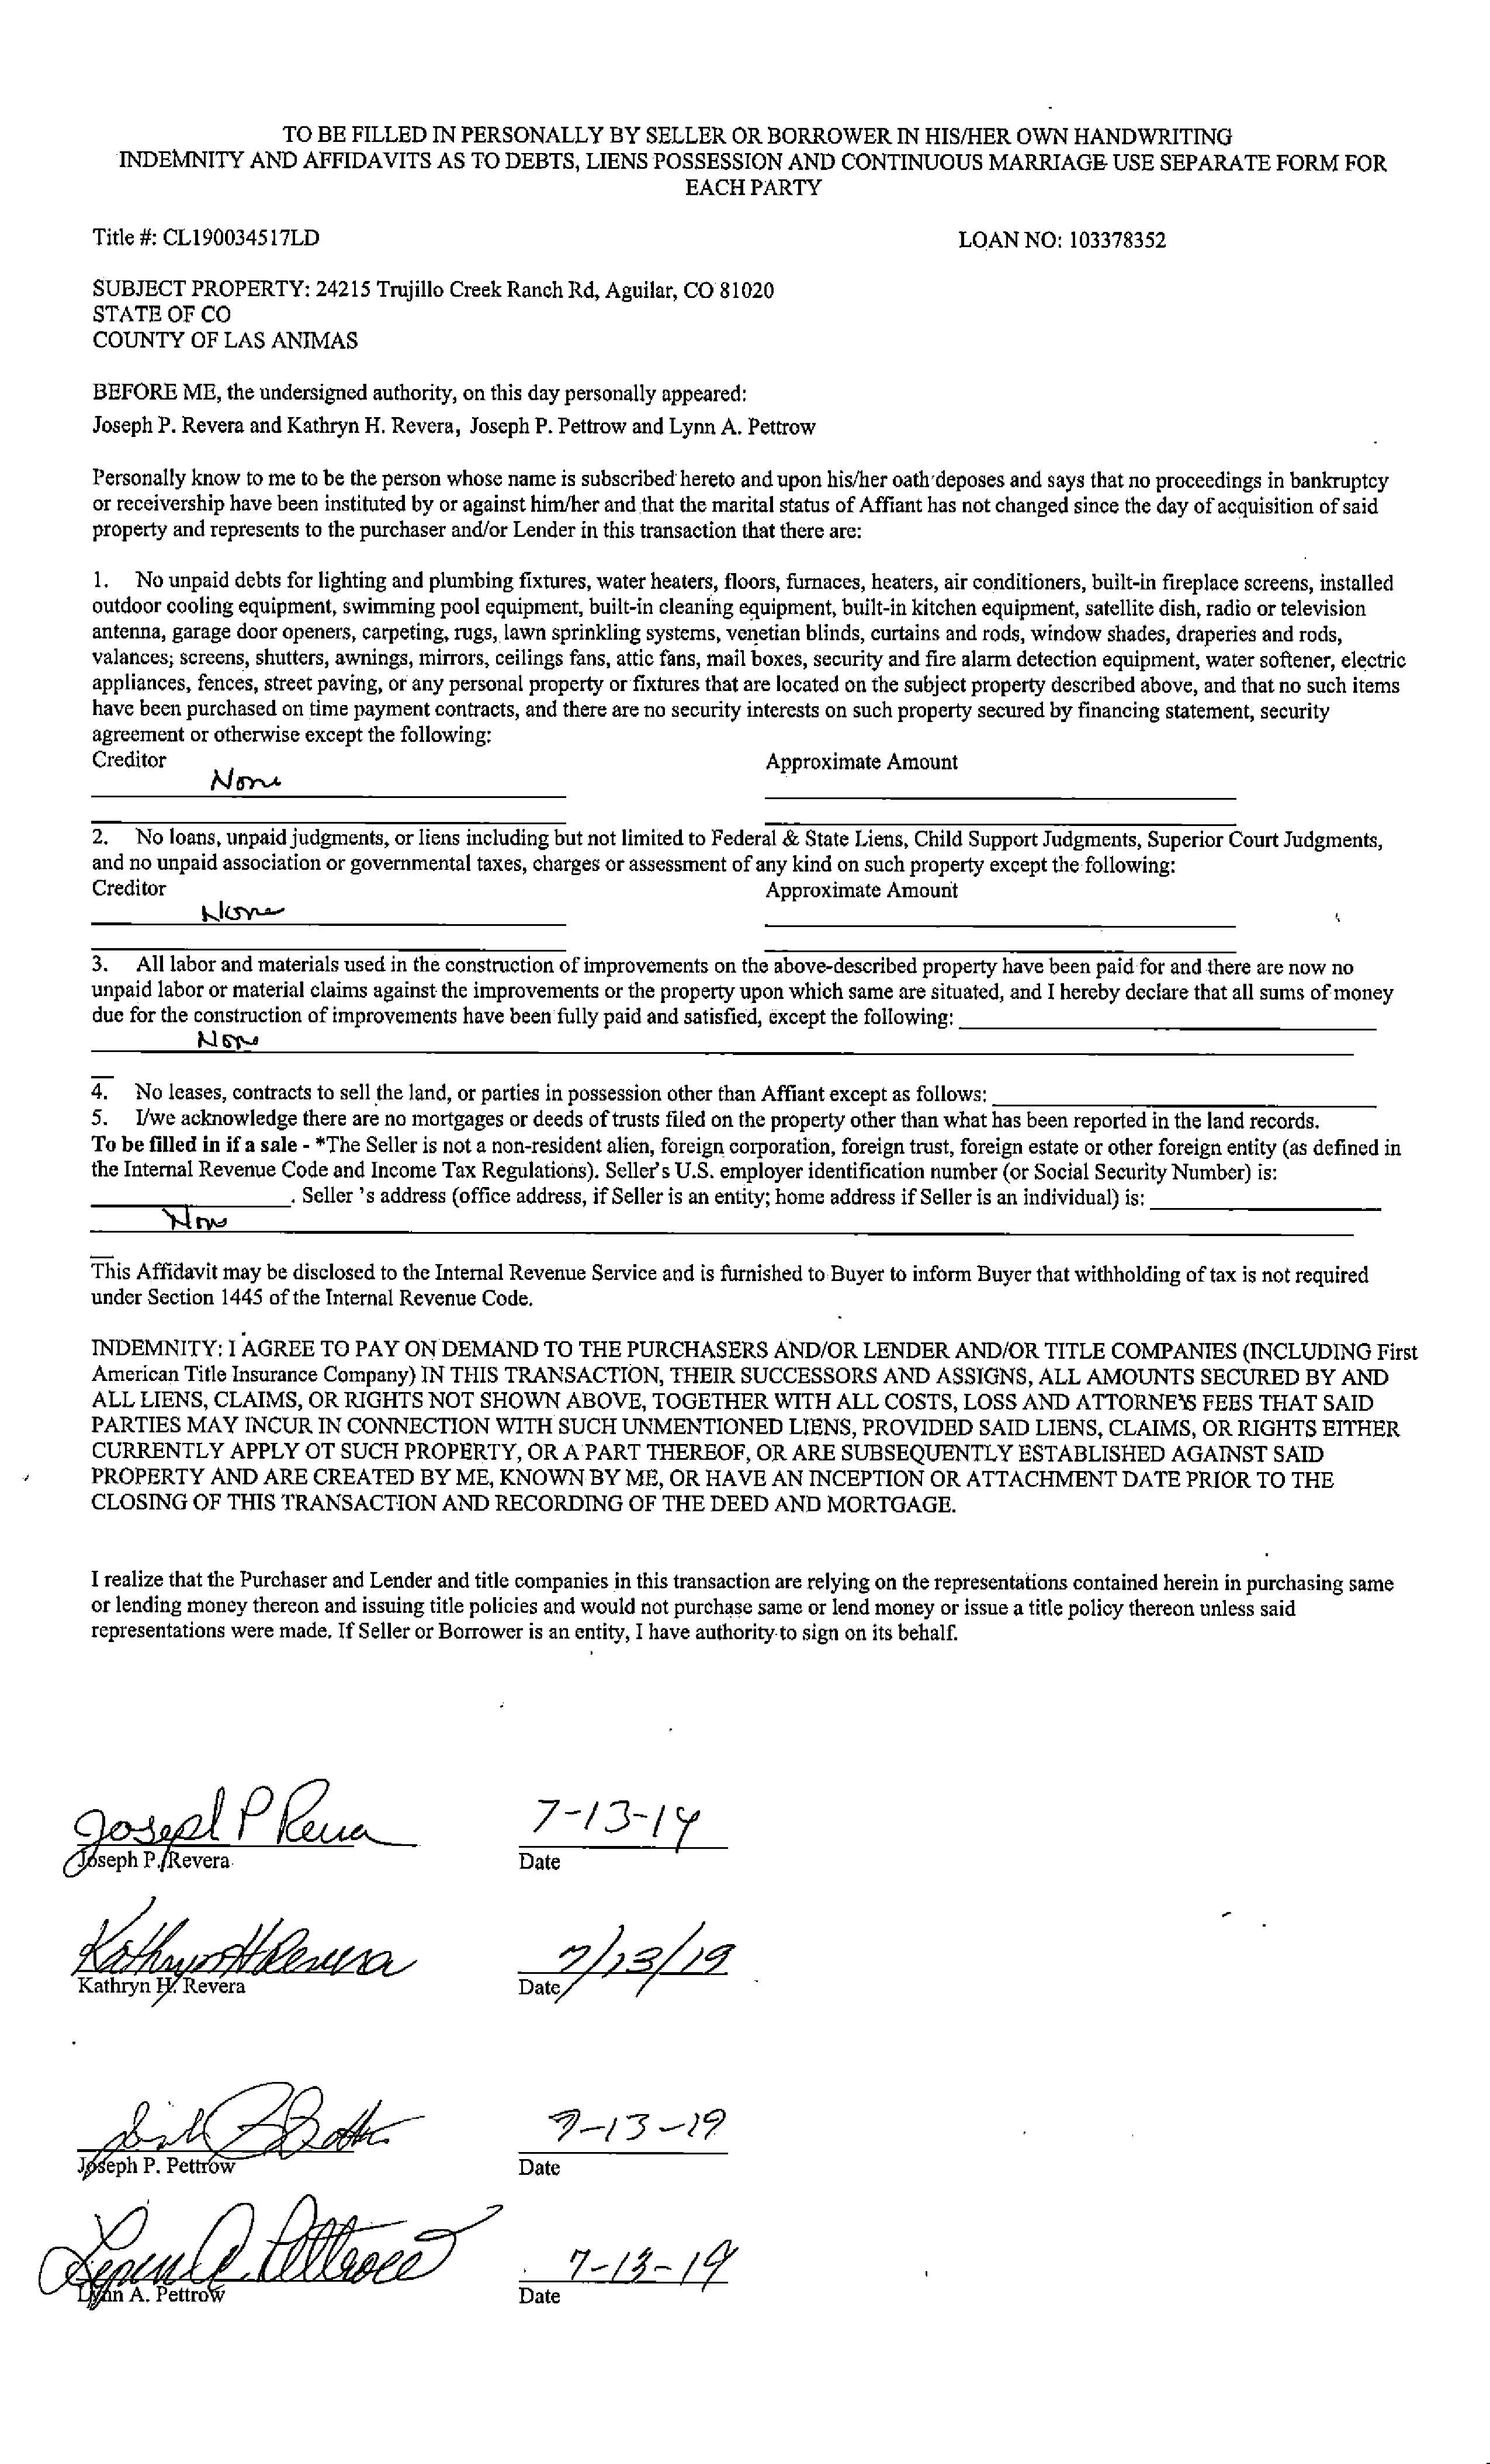 TO BE FILLED IN PERSONALLY BY SELLER OR BORROWER IN HIS/HER OWN HANDWRITING
INDEMNITY AND AFFIDAVITS AS TO DEBTS, LIENS POSSESSION AND CONTINUOUS MARRIAGE USE SEPARATE FORM FOR
EACH PARTY
Title #: CL190034517LD LOAN NO: 103378352
SUBJECT PROPERTY: 24215 Trujillo Creek Ranch Rd, Aguilar, CO 81020
STATE OF CO
COUNTY OF LAS ANIMAS
BEFORE ME, the undersigned authority, on this day personally appeared:
Joseph P. Revera and Kathryn H. Revera, Joseph P. Pettrow and Lynn A. Pettrow
Personally know to me to be the person whose name is subscribed hereto and upon his/her oath deposes and says that no proceedings in bankruptcy
or receivership have been instituted by or against him/her and that the marital status of Affiant has not changed since the day of acquisition of said
property and represents to the purchaser and/or Lender in this transaction that there are:
1. No unpaid debts for lighting and plumbing fixtures, water heaters, floors, furnaces, heaters, air conditioners, built-in fireplace screens, installed
outdoor cooling equipment, swimming pool equipment, built-in cleaning equipment, built-in kitchen equipment, satellite dish, radio or television
antenna, garage door openers, carpeting, rugs, lawn sprinkling systems, venetian blinds, curtains and rods, window shades, draperies and rods,
valances; screens, shutters, awnings, mirrors, ceilings fans, attic fans, mail boxes, security and fire alarm detection equipment, water softener, electric
appliances, fences, street paving, or any personal property or fixtures that are located on the subject property described above, and that no such items
have been purchased on time payment contracts, and there are no security interests on such property secured by financing statement, security
agreement or otherwise except the following:
Creditor Approximate Amount
None
2. No loans, unpaid judgments, or liens including but not limited to Federal & State Liens, Child Support Judgments, Superior Court Judgments,
and no unpaid association or governmental taxes, charges or assessment of any kind on such property except the following:
Creditor Approximate Amount
None
3. All labor and materials used in the construction of improvements on the above-described property have been paid for and there are now no
unpaid labor or material claims against the improvements or the property upon which same are situated, and I hereby declare that all sums of money
due for the construction of improvements have been fully paid and satisfied, except the following:
None
4. No leases, contracts to sell the land, or parties in possession other than Affiant except as follows:
5. I/we acknowledge there are no mortgages or deeds of trusts filed on the property other than what has been reported in the land records.
To be filled in if a sale - *The Seller is not a non-resident alien, foreign corporation, foreign trust, foreign estate or other foreign entity (as defined in
the Internal Revenue Code and Income Tax Regulations). Seller's U.S. employer identification number (or Social Security Number) is:
. Seller 's address (office address, if Seller is an entity; home address if Seller is an individual) is:
None
This Affidavit may be disclosed to the Internal Revenue Service and is furnished to Buyer to inform Buyer that withholding of tax is not required
under Section 1445 of the Internal Revenue Code.
INDEMNITY: I AGREE TO PAY ON DEMAND TO THE PURCHASERS AND/OR LENDER AND/OR TITLE COMPANIES (INCLUDING First
American Title Insurance Company) IN THIS TRANSACTION, THEIR SUCCESSORS AND ASSIGNS, ALL AMOUNTS SECURED BY AND
ALL LIENS, CLAIMS, OR RIGHTS NOT SHOWN ABOVE, TOGETHER WITH ALL COSTS, LOSS AND ATTORNEYS FEES THAT SAID
PARTIES MAY INCUR IN CONNECTION WITH SUCH UNMENTIONED LIENS, PROVIDED SAID LIENS, CLAIMS, OR RIGHTS EITHER
CURRENTLY APPLY OT SUCH PROPERTY, OR A PART THEREOF, OR ARE SUBSEQUENTLY ESTABLISHED AGAINST SAID
PROPERTY AND ARE CREATED BY ME, KNOWN BY ME, OR HAVE AN INCEPTION OR ATTACHMENT DATE PRIOR TO THE
CLOSING OF THIS TRANSACTION AND RECORDING OF THE DEED AND MORTGAGE.
I realize that the Purchaser and Lender and title companies in this transaction are relying on the representations contained herein in purchasing same
or lending money thereon and issuing title policies and would not purchase same or lend money or issue a title policy thereon unless said
representations were made. If Seller or Borrower is an entity, I have authority to sign on its behalf.
Joseph P Revera 7-13-19
Joseph P. Revera Date
Kathryn H Revera 7/13/19
Kathryn H. Revera Date
7-13-19
Joseph P. Pettrow Date
Lynn A. Pettrow 7-13-19
Lynn A. Pettrow Date